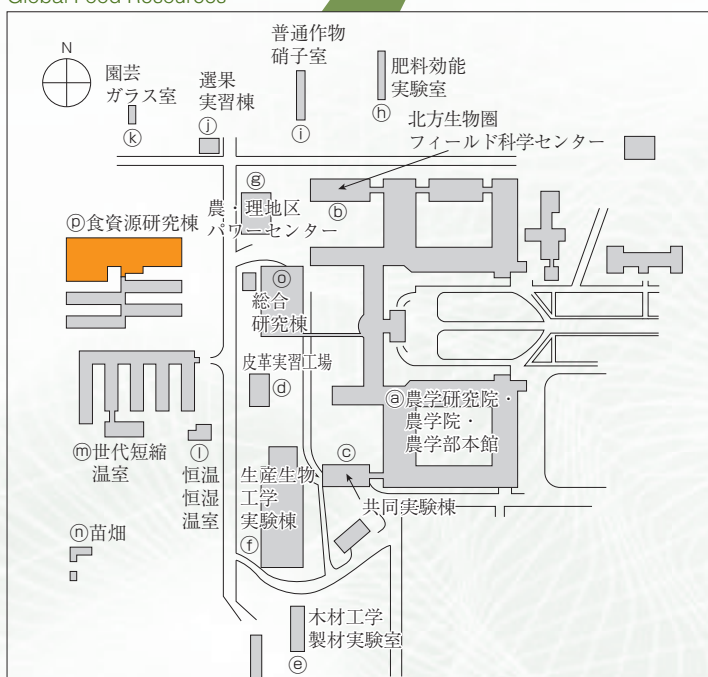 Global Food Resources
N
園芸
ガラス室
ⓚ
選果
実習棟
ⓙ
普通作物
硝子室
ⓘ
肥料効能
実験室
ⓗ
北方生物圏
フィールド科学センター
ⓑ
ⓖ
農・理地区
パワーセンター
ⓟ食資源研究棟
ⓞ
総合
研究棟
皮革実習工場
ⓓ
ⓐ農学研究院・
農学院・
農学部本館
ⓜ世代短縮
温室
ⓛ
恒温
恒湿
温室
生産生物
工学
実験棟
ⓕ
ⓒ
共同実験棟
ⓝ苗畑
木材工学
製材実験室
ⓔ